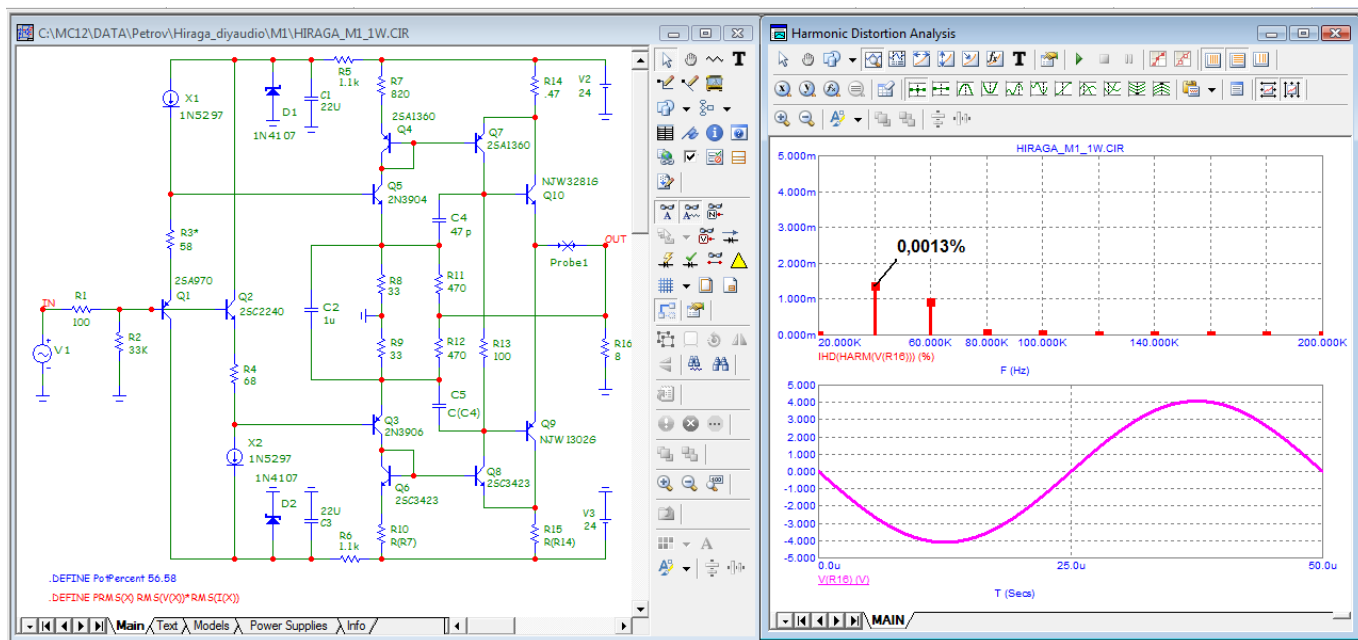 C:\MC12\DATA\Petrov\Hiraga_diyaudio\M1\HIRAGA_M1_1W.CIR
X1
1N5297
D1
1N4107
C1
22U
R5
1.1k
R7
820
R14
.47
V2
24
2SA1360
Q4
Q7
2SA1360
Q5
2N3904
NJW3281G
Q10
R3*
58
C4
47 p
OUT
Probe1
2SA970
Q1
Q2
2SC2240
IN
R1
100
R2
33K
V1
C2
1u
R8
33
R11
470
R9
33
R12
470
R13
100
R16
8
R4
68
C5
C(C4)
Q3
2N3906
Q9
NJW1302G
X2
1N5297
1N4107
D2
22U
C3
Q6
2SC3423
Q8
2SC3423
R6
1.1k
R10
R(R7)
R15
R(R14)
V3
24
.DEFINE PotPercent 56.58
.DEFINE PRMS(X) RMS(V(X))*RMS(I(X))
Main Text Models Power Supplies Info
Harmonic Distortion Analysis
HIRAGA_M1_1W.CIR
5.000m
4.000m
3.000m
2.000m
1.000m
0.000m
0,0013%
20.000K 60.000K 80.000K 100.000K 140.000K 200.000K
IHD(HARM(V(R16))) (%)
F (Hz)
5.000
4.000
3.000
2.000
1.000
0.000
-1.000
-2.000
-3.000
-4.000
-5.000
0.0u 25.0u 50.0u
V(R16) (V)
T (Secs)
MAIN